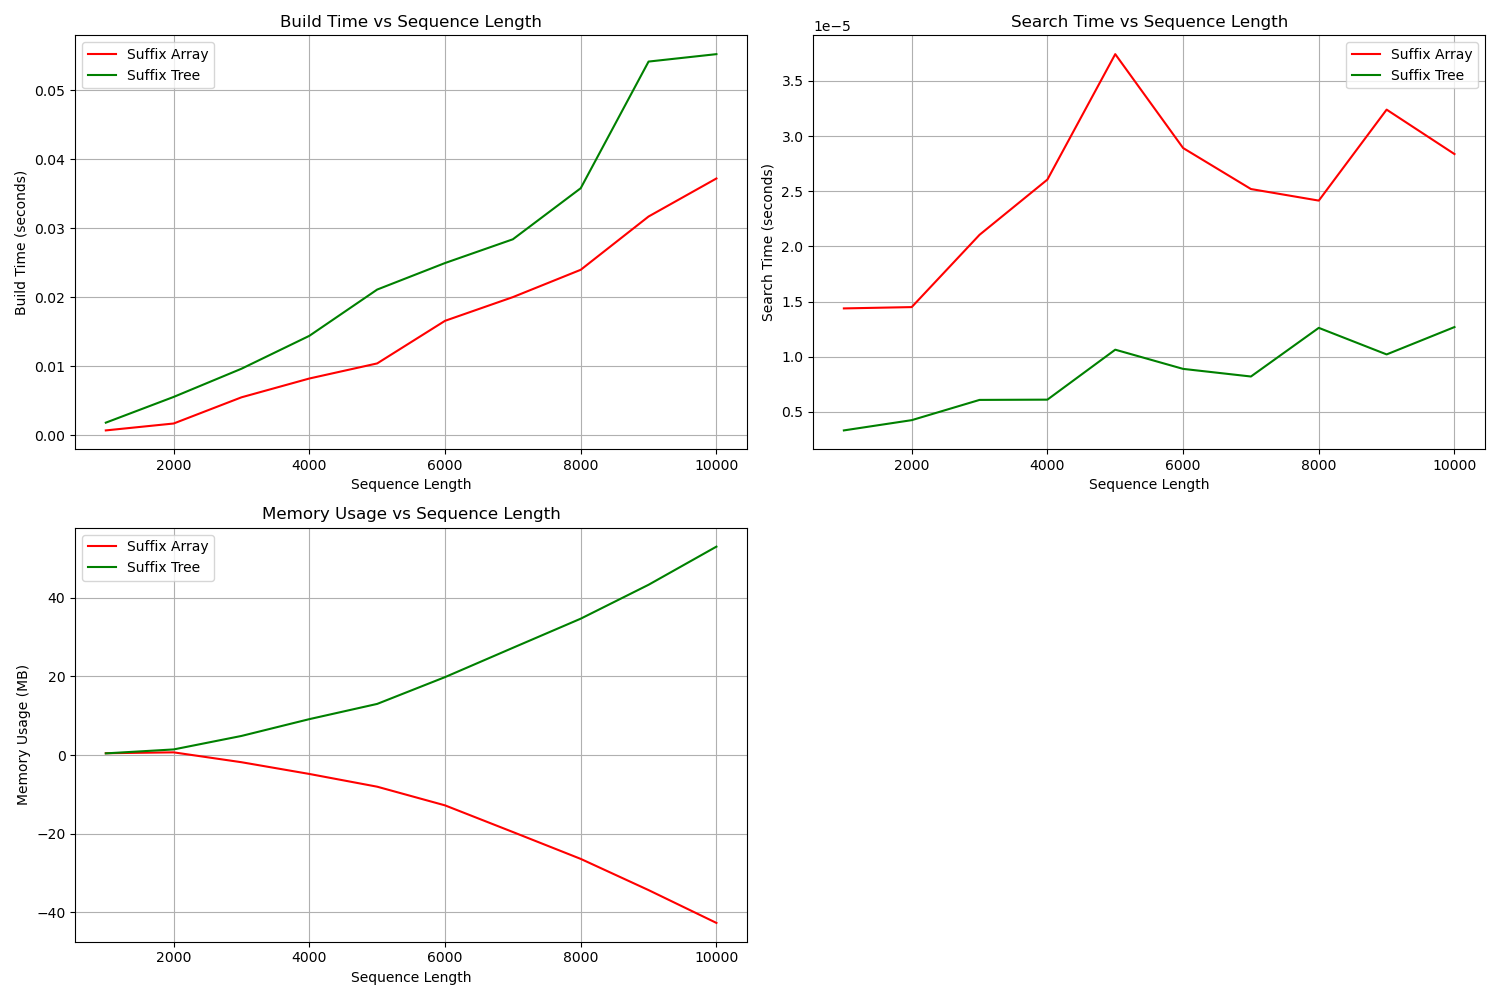 Build Time vs Sequence Length
Suffix Array
Suffix Tree
0.05
0.04
0.03
0.02
0.01
0.00
Build Time (seconds)
2000 4000 6000 8000 10000
Sequence Length
Search Time vs Sequence Length
1e−5
Suffix Array
Suffix Tree
3.5
3.0
2.5
2.0
1.5
1.0
0.5
Search Time (seconds)
2000 4000 6000 8000 10000
Sequence Length
Memory Usage vs Sequence Length
Suffix Array
Suffix Tree
40
20
0
−20
−40
Memory Usage (MB)
2000 4000 6000 8000 10000
Sequence Length